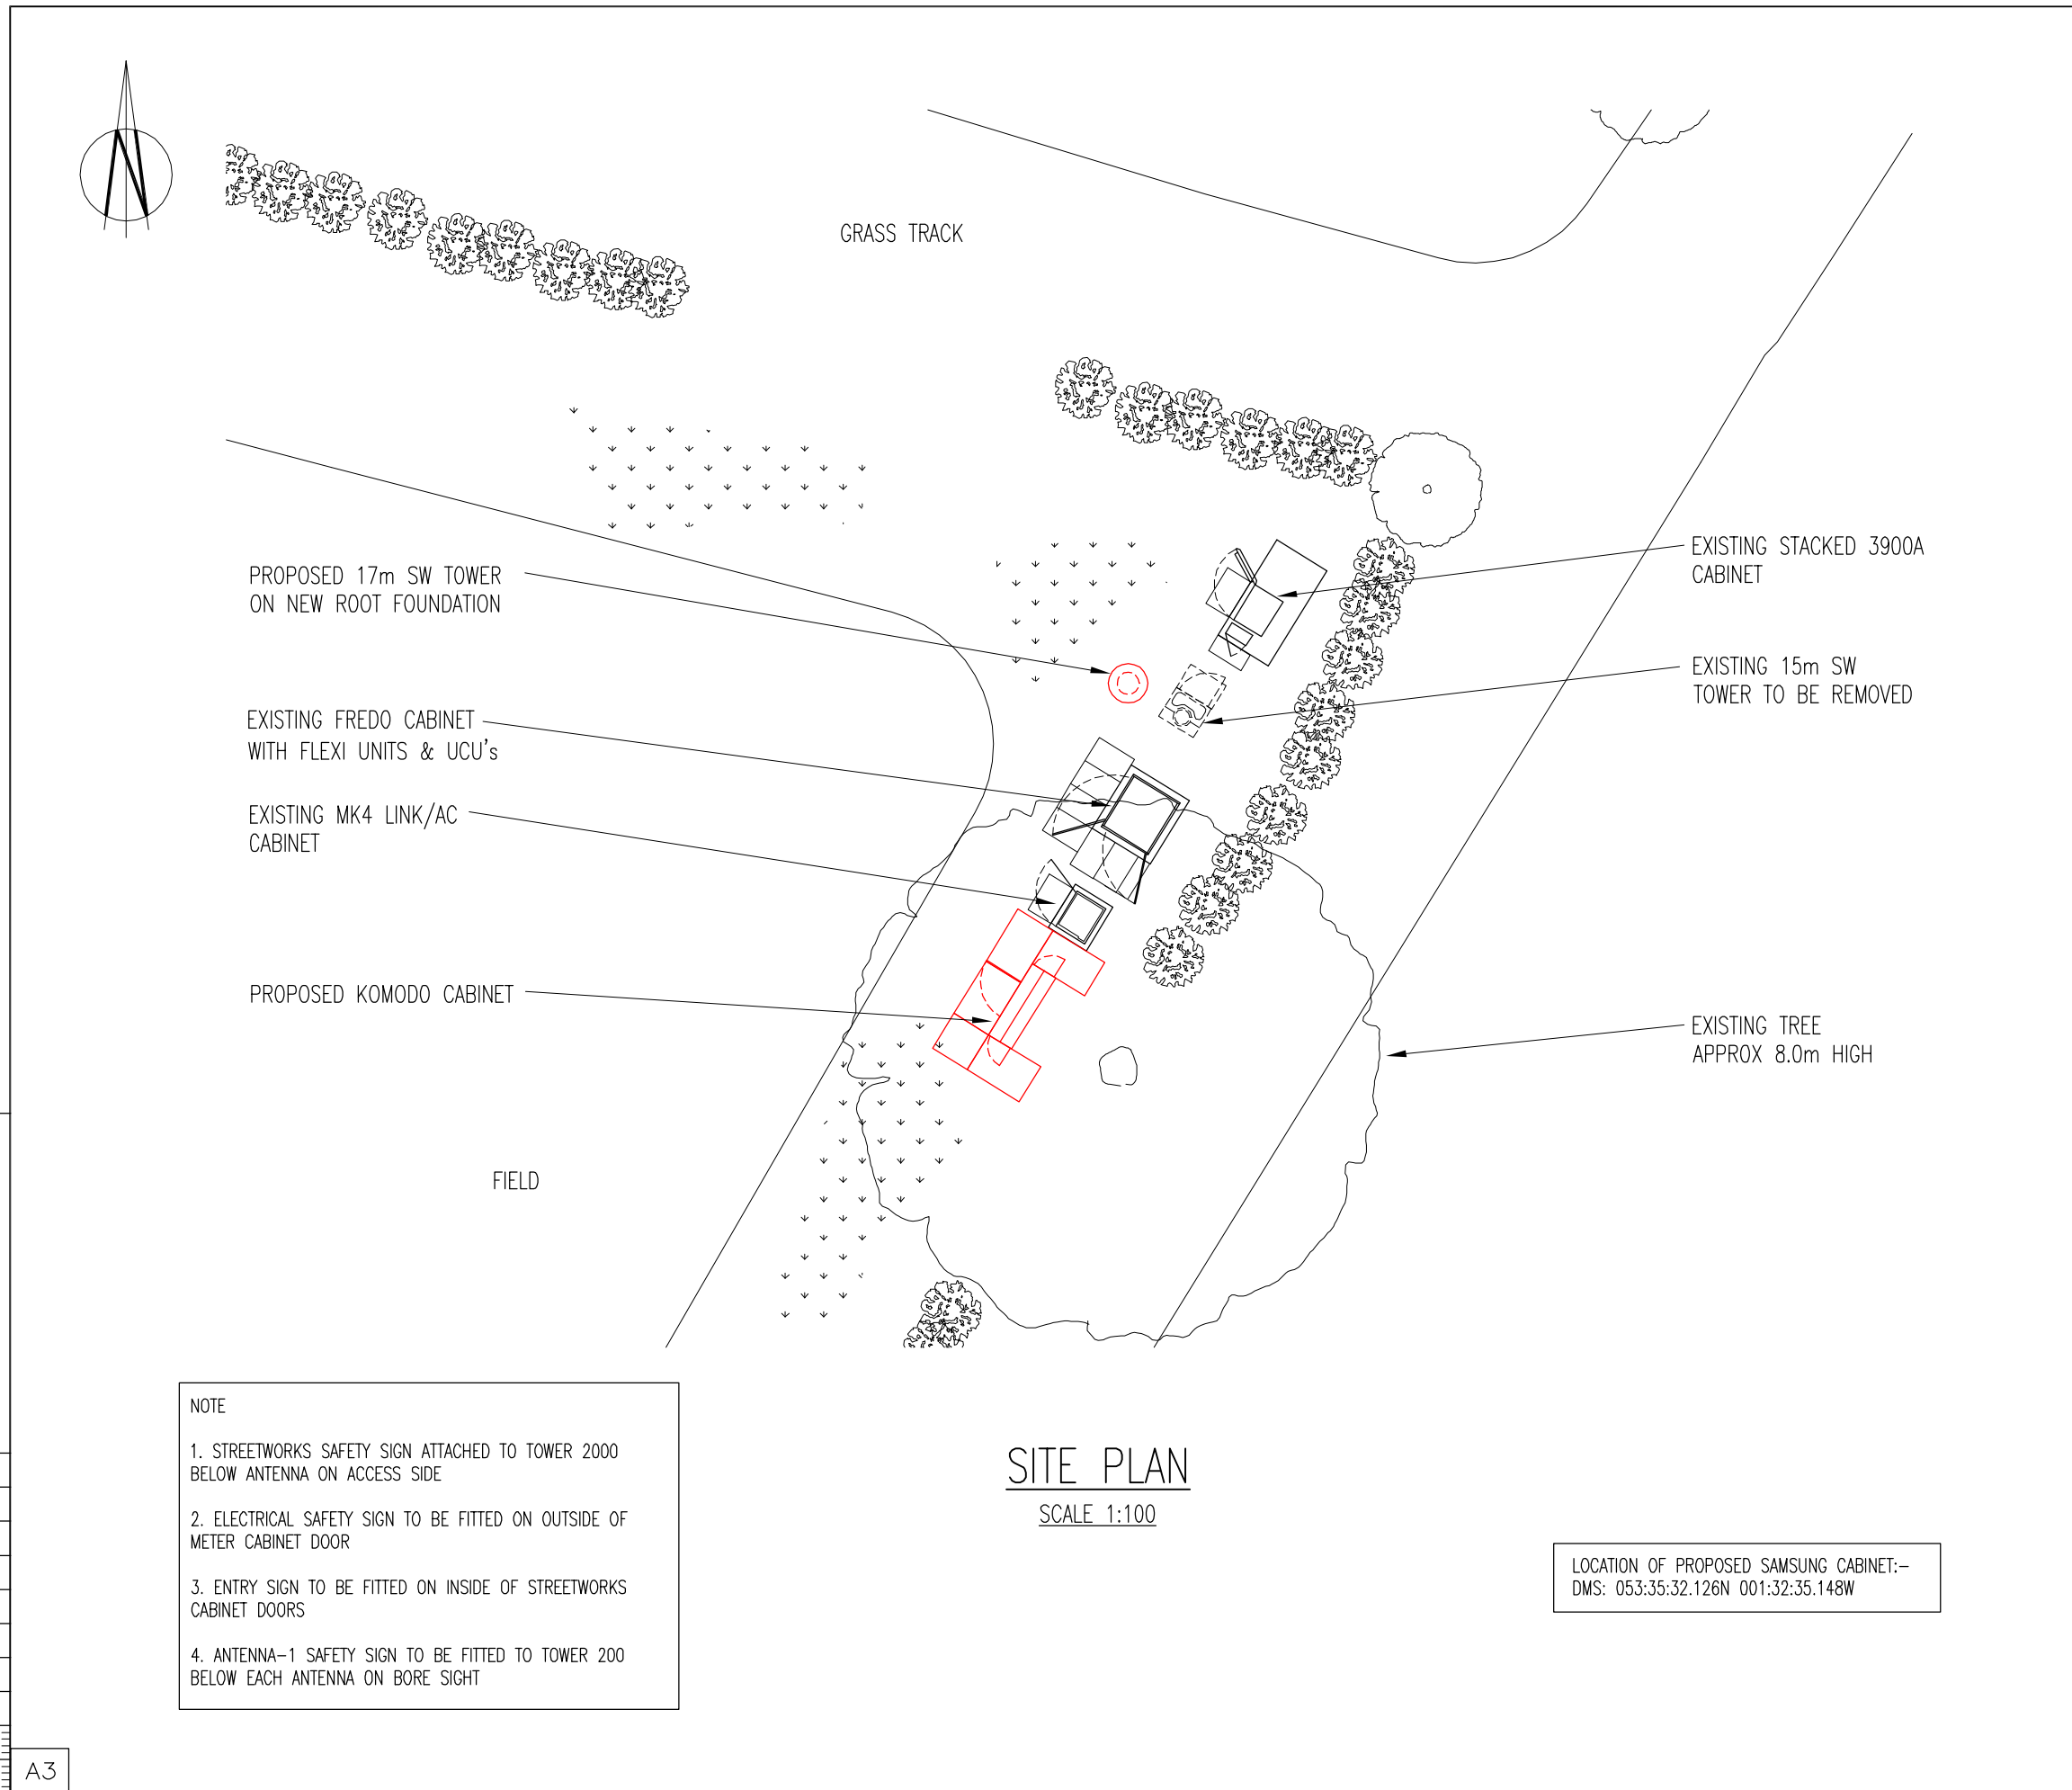 N
GRASS TRACK
PROPOSED 17m SW TOWER
ON NEW ROOT FOUNDATION
EXISTING FREDO CABINET
WITH FLEXI UNITS & UCU's
EXISTING MK4 LINK/AC
CABINET
PROPOSED KOMODO CABINET
FIELD
EXISTING STACKED 3900A
CABINET
EXISTING 15m SW
TOWER TO BE REMOVED
EXISTING TREE
APPROX 8.0m HIGH
NOTE
1. STREETWORKS SAFETY SIGN ATTACHED TO TOWER 2000
BELOW ANTENNA ON ACCESS SIDE
2. ELECTRICAL SAFETY SIGN TO BE FITTED ON OUTSIDE OF
METER CABINET DOOR
3. ENTRY SIGN TO BE FITTED ON INSIDE OF STREETWORKS
CABINET DOORS
4. ANTENNA-1 SAFETY SIGN TO BE FITTED TO TOWER 200
BELOW EACH ANTENNA ON BORE SIGHT
SITE PLAN
SCALE 1:100
LOCATION OF PROPOSED SAMSUNG CABINET:-
DMS: 053:35:32.126N 001:32:35.148W
A3